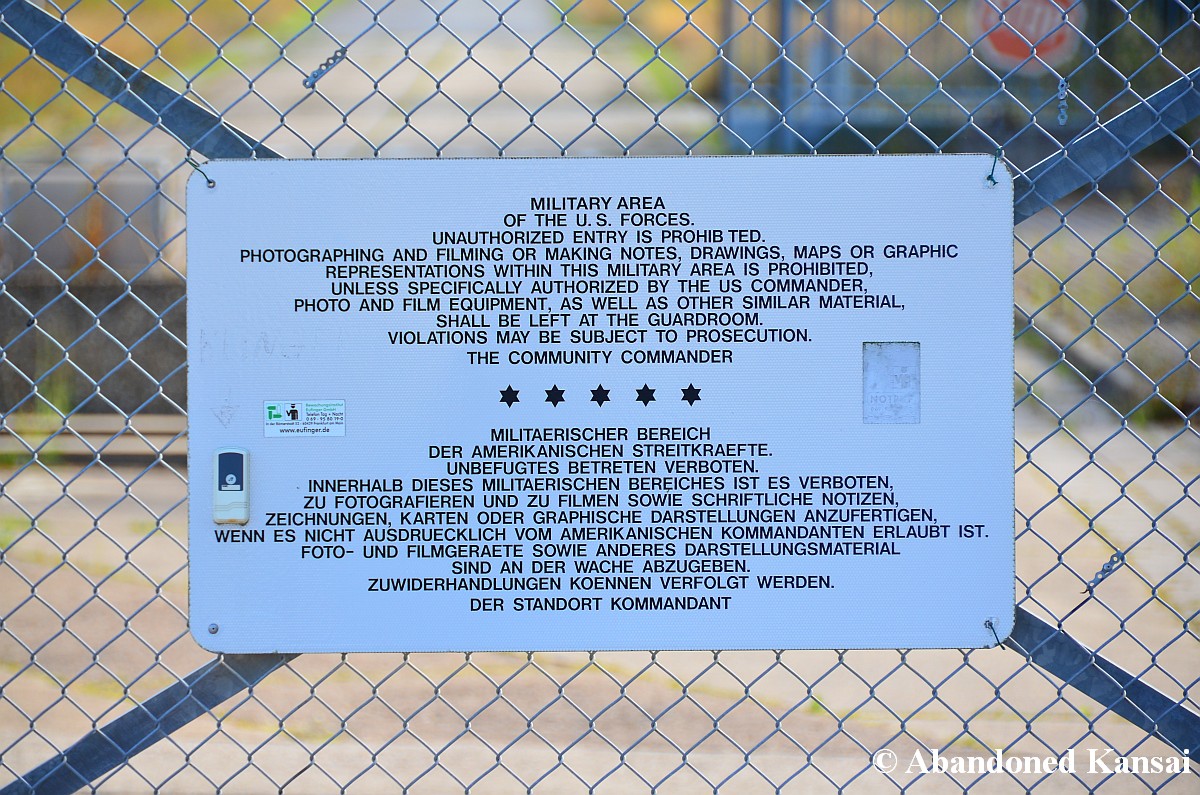 MILITARY AREA
OF THE U.S. FORCES.
UNAUTHORIZED ENTRY IS PROHIB TED.
PHOTOGRAPHING AND FILMING OR MAKING NOTES, DRAWINGS, MAPS OR GRAPHIC
REPRESENTATIONS WITHIN THIS MILITARY AREA IS PROHIBITED,
UNLESS SPECIFICALLY AUTHORIZED BY THE US COMMANDER,
PHOTO AND FILM EQUIPMENT, AS WELL AS OTHER SIMILAR MATERIAL,
SHALL BE LEFT AT THE GUARDROOM.
VIOLATIONS MAY BE SUBJECT TO PROSECUTION.
THE COMMUNITY COMMANDER
Telefon Tag + Nacht
www.eufinger.de
MILITAERISCHER BEREICH
DER AMERIKANISCHEN STREITKRAEFTE.
UNBEFUGTES BETRETEN VERBOTEN.
INNERHALB DIESES MILITAERISCHEN BEREICHES IST ES VERBOTEN,
ZU FOTOGRAFIEREN UND ZU FILMEN SOWIE SCHRIFTLICHE NOTIZEN,
ZEICHNUNGEN, KARTEN ODER GRAPHISCHE DARSTELLUNGEN ANZUFERTIGEN,
WENN ES NICHT AUSDRUECKLICH VOM AMERIKANISCHEN KOMMANDANTEN ERLAUBT IST.
FOTO- UND FILMGERAETE SOWIE ANDERES DARSTELLUNGSMATERIAL
SIND AN DER WACHE ABZUGEBEN.
ZUWIDERHANDLUNGEN KOENNEN VERFOLGT WERDEN.
DER STANDORT KOMMANDANT
© Abandoned Kansai